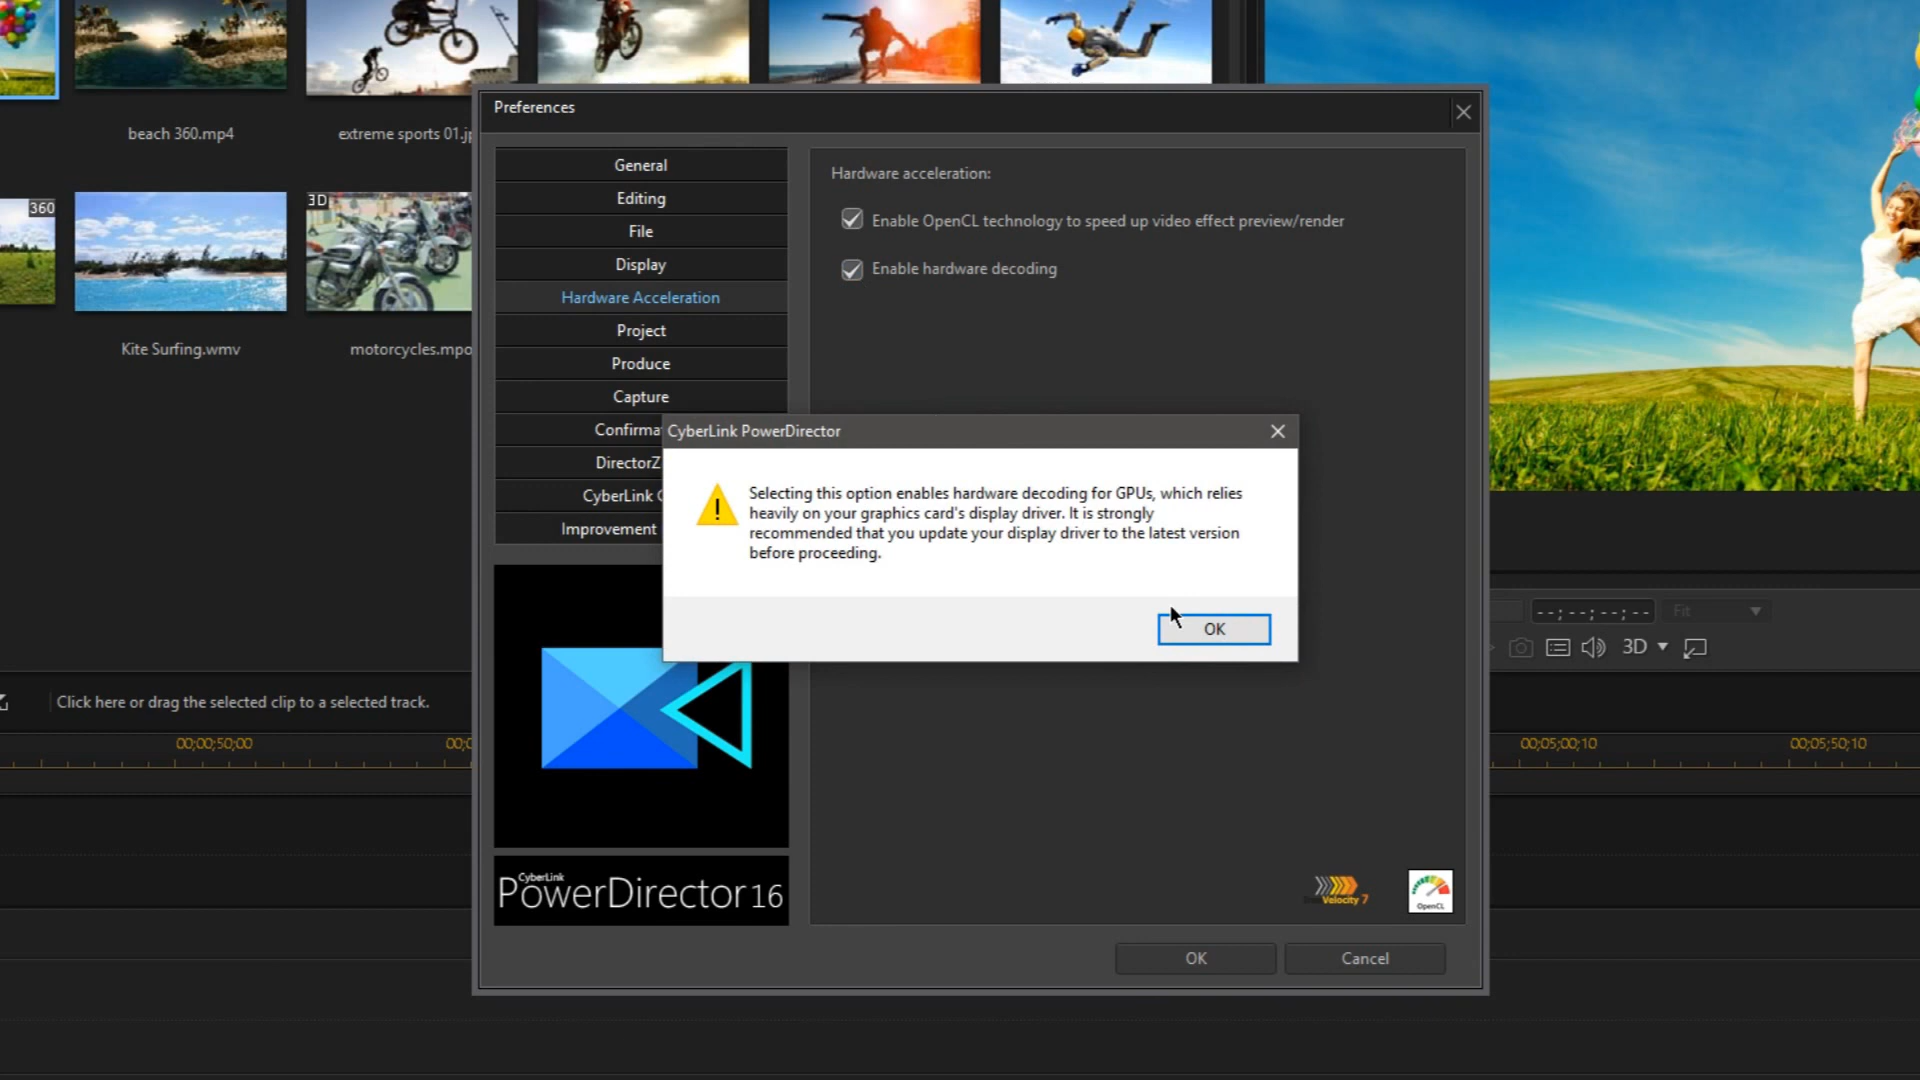 beach 360.mp4
extreme sports 01.jp
360
3D
Kite Surfing.wmv
motorcycles.mpo
Preferences
General
Editing
File
Display
Hardware Acceleration
Project
Produce
Capture
Confirma
DirectorZ
CyberLink
Improvement
Hardware acceleration:
Enable OpenCL technology to speed up video effect preview/render
Enable hardware decoding
CyberLink PowerDirector
Selecting this option enables hardware decoding for GPUs, which relies
heavily on your graphics card's display driver. It is strongly
recommended that you update your display driver to the latest version
before proceeding.
OK
CyberLink
PowerDirector 16
Velocity 7
OpenCL
OK
Cancel
--;--;--;--
Fit
3D
Click here or drag the selected clip to a selected track.
00;00;50;00
00;0
00;05;00;10
00;05;50;10